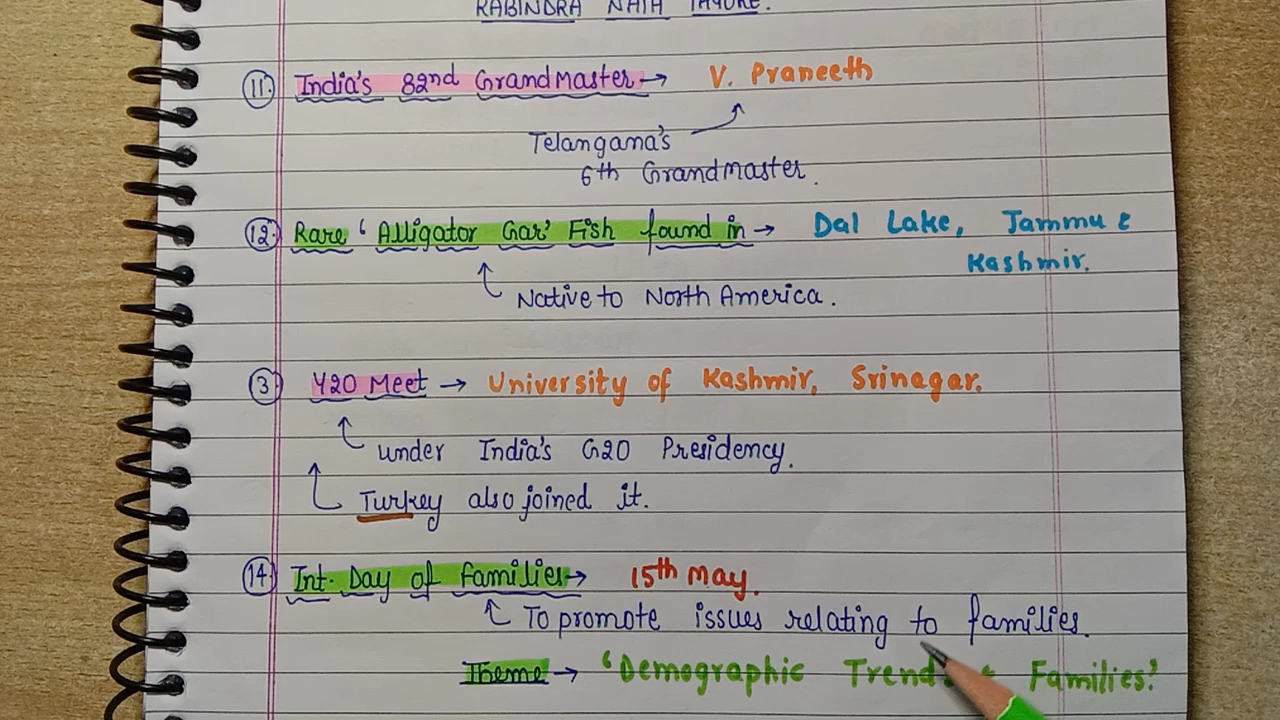 RABINDRA NATH TAGORE.
11. India's 82nd GrandMaster → V. Praneeth
Telangana's
6th Grandmaster.
12. Rare 'Alligator Gar' Fish found in → Dal Lake, Jammu &
Kashmir.
Native to North America.
3 Y20 Meet → University of Kashmir, Srinagar.
under India's G20 Presidency.
Turkey also joined it.
14. Int. Day of families → 15th May.
To promote issues relating to families.
Theme → 'Demographic Trends & Families'